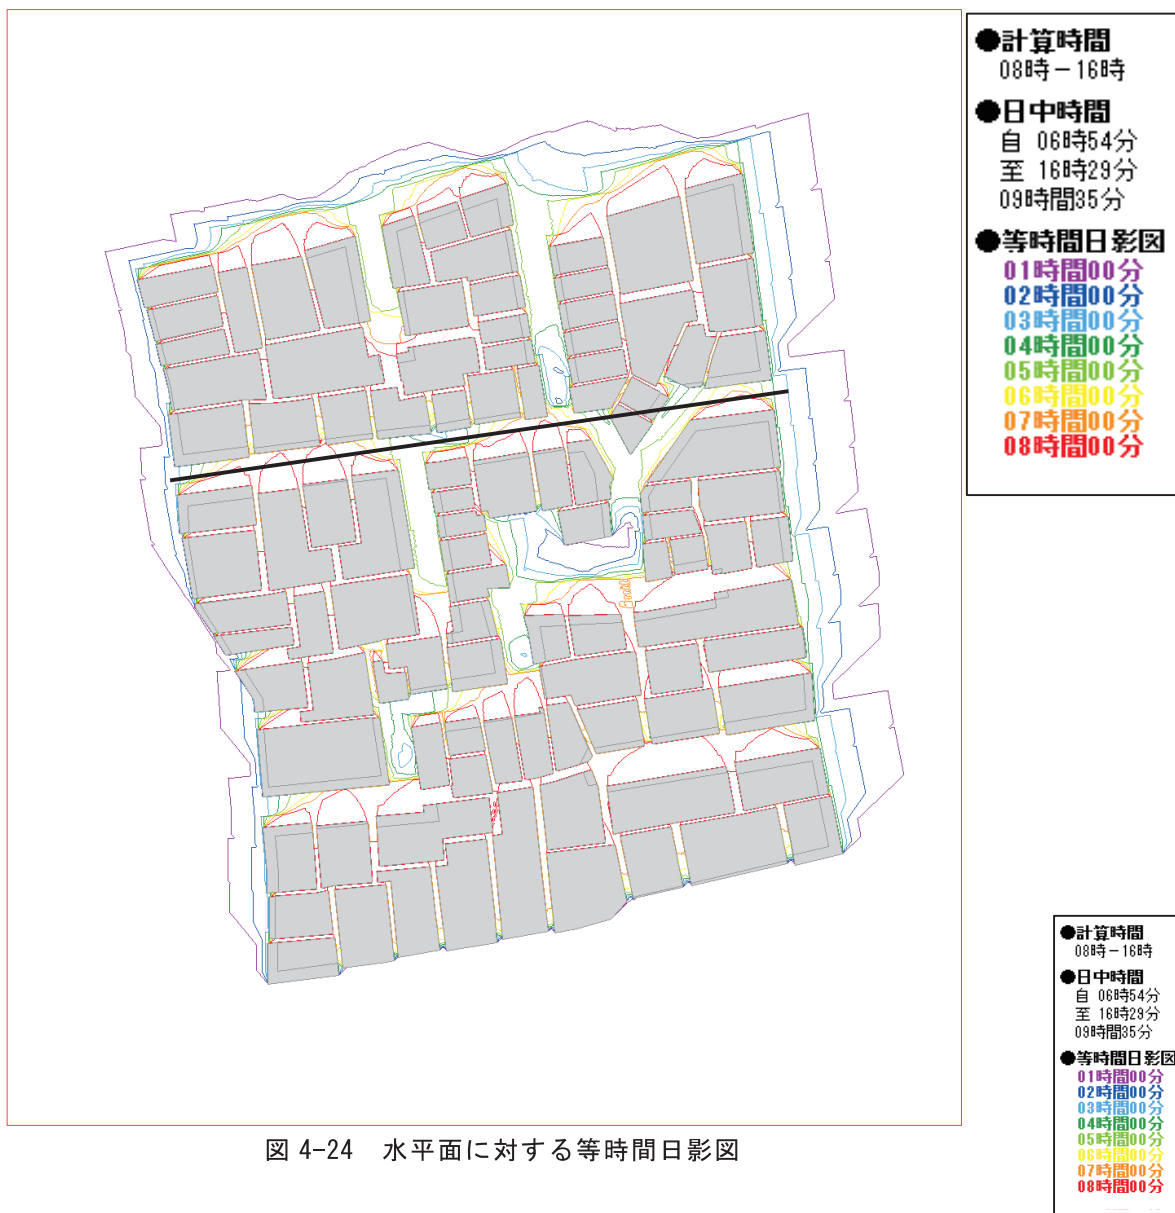 ●計算時間
08時－16時
●日中時間
自 06時54分
至 16時29分
09時間35分
●等時間日影図
01時間00分
02時間00分
03時間00分
04時間00分
05時間00分
06時間00分
07時間00分
08時間00分
●計算時間
08時－16時
●日中時間
自 06時54分
至 16時29分
09時間35分
●等時間日影図
01時間00分
02時間00分
03時間00分
04時間00分
05時間00分
06時間00分
07時間00分
08時間00分
図 4-24　水平面に対する等時間日影図